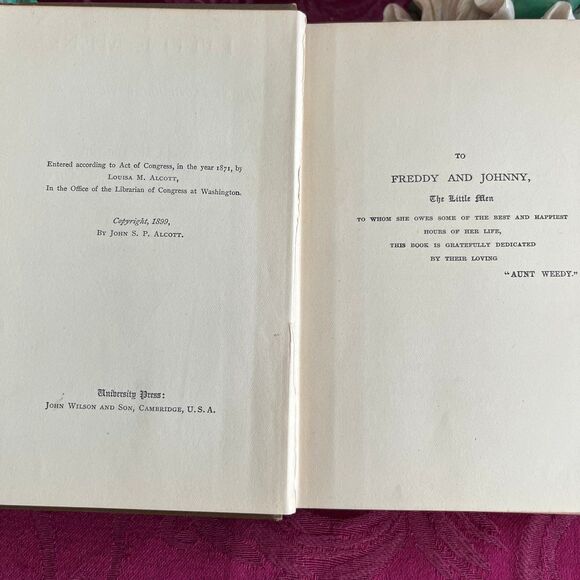 Entered according to Act of Congress, in the year 1871, by
Louisa M. Alcott,
In the Office of the Librarian of Congress at Washington.
Copyright, 1899,
By John S. P. Alcott.
University Press:
John Wilson and Son, Cambridge, U. S. A.
TO
FREDDY AND JOHNNY,
The Little Men
TO WHOM SHE OWES SOME OF THE BEST AND HAPPIEST
HOURS OF HER LIFE,
THIS BOOK IS GRATEFULLY DEDICATED
BY THEIR LOVING
"AUNT WEEDY."